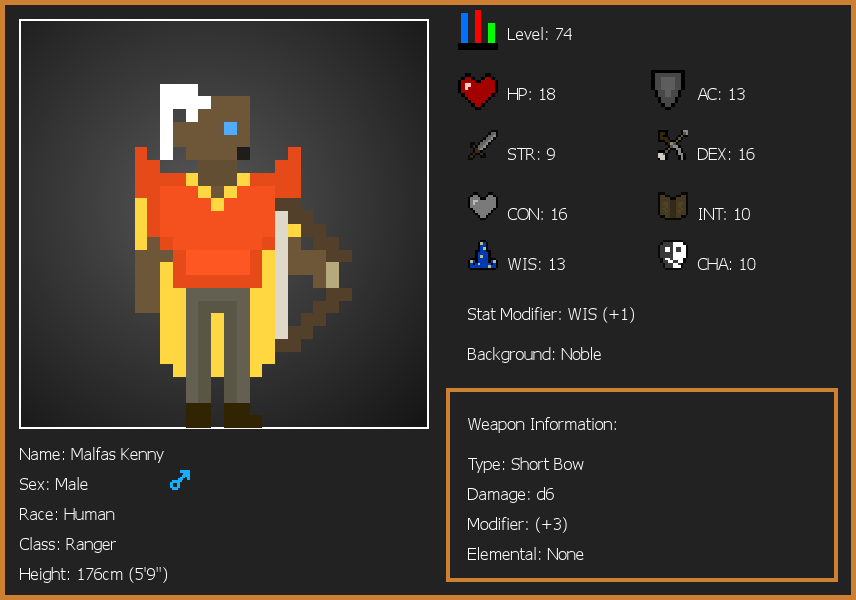 Level: 74
HP: 18
AC: 13
STR: 9
DEX: 16
CON: 16
INT: 10
WIS: 13
CHA: 10
Stat Modifier: WIS (+1)
Background: Noble
Weapon Information:
Type: Short Bow
Damage: d6
Modifier: (+3)
Elemental: None
Name: Malfas Kenny
Sex: Male
Race: Human
Class: Ranger
Height: 176cm (5'9")